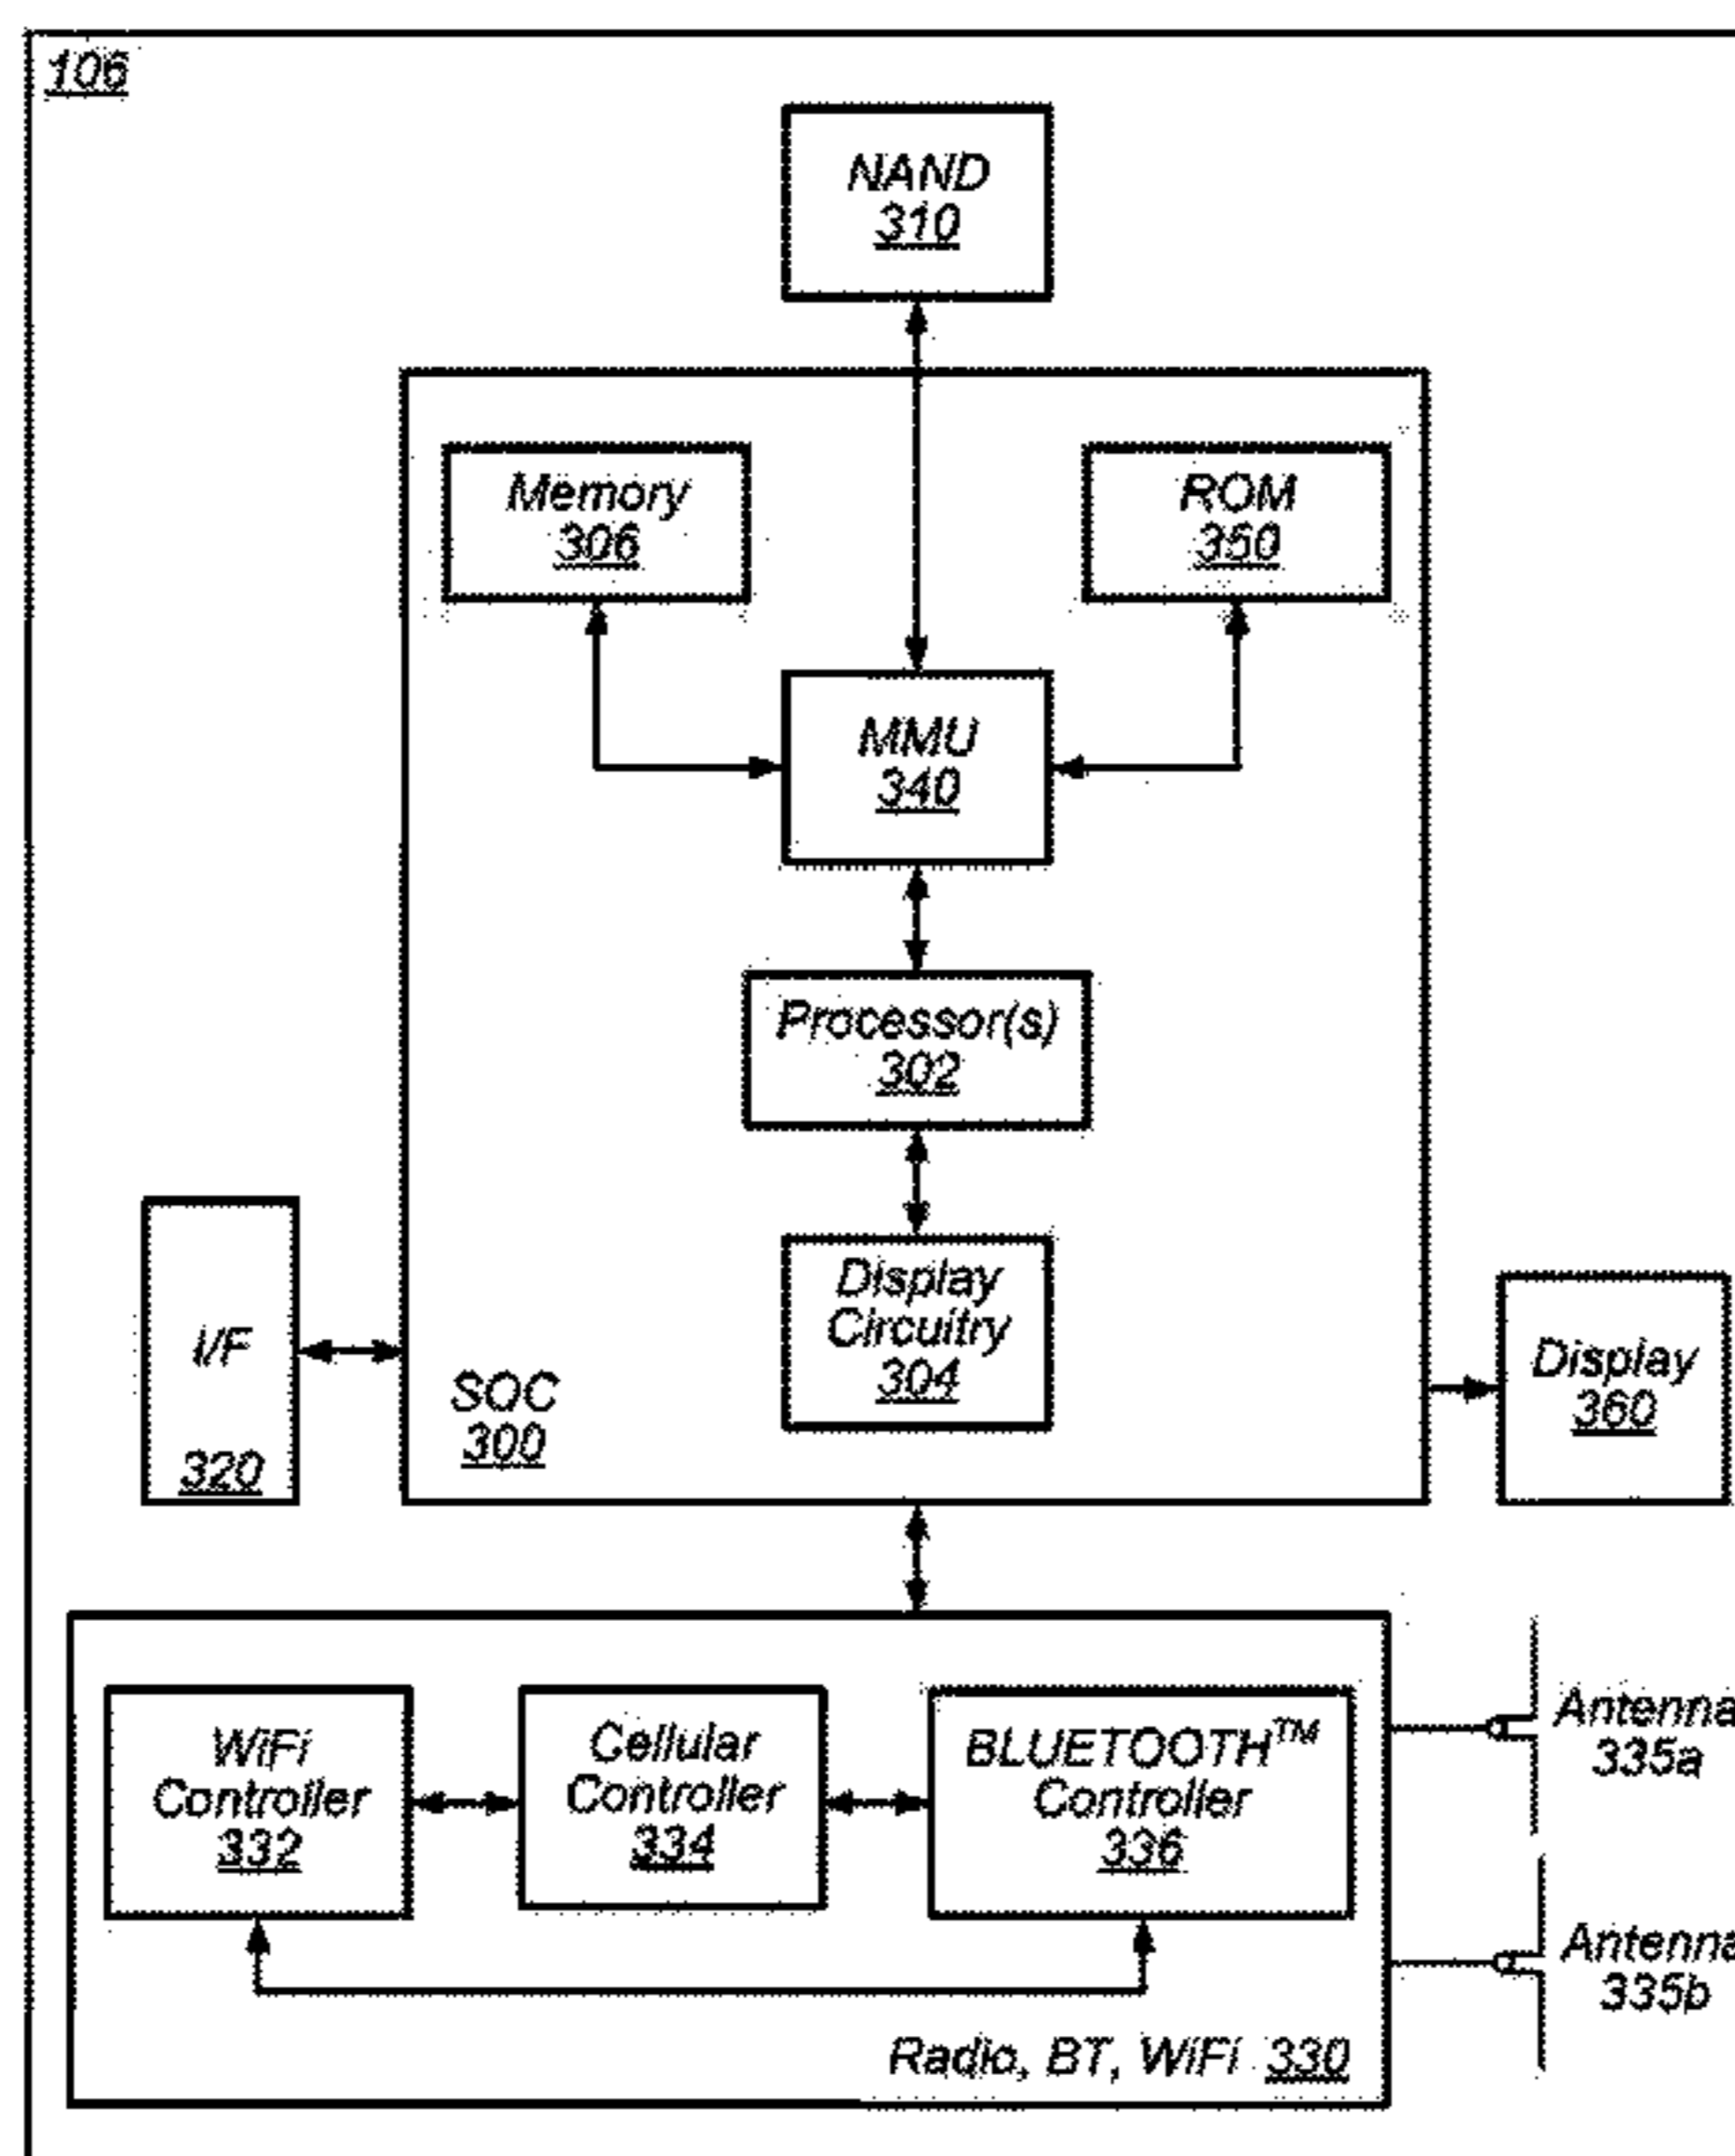 106
NAND
310
Memory
306
ROM
350
MMU
340
Processor(s)
302
Display
Circuitry
304
I/F
320
SOC
300
Display
360
WiFi
Controller
332
Cellular
Controller
334
BLUETOOTH™
Controller
336
Antenna
335a
Antenna
335b
Radio, BT, WiFi 330